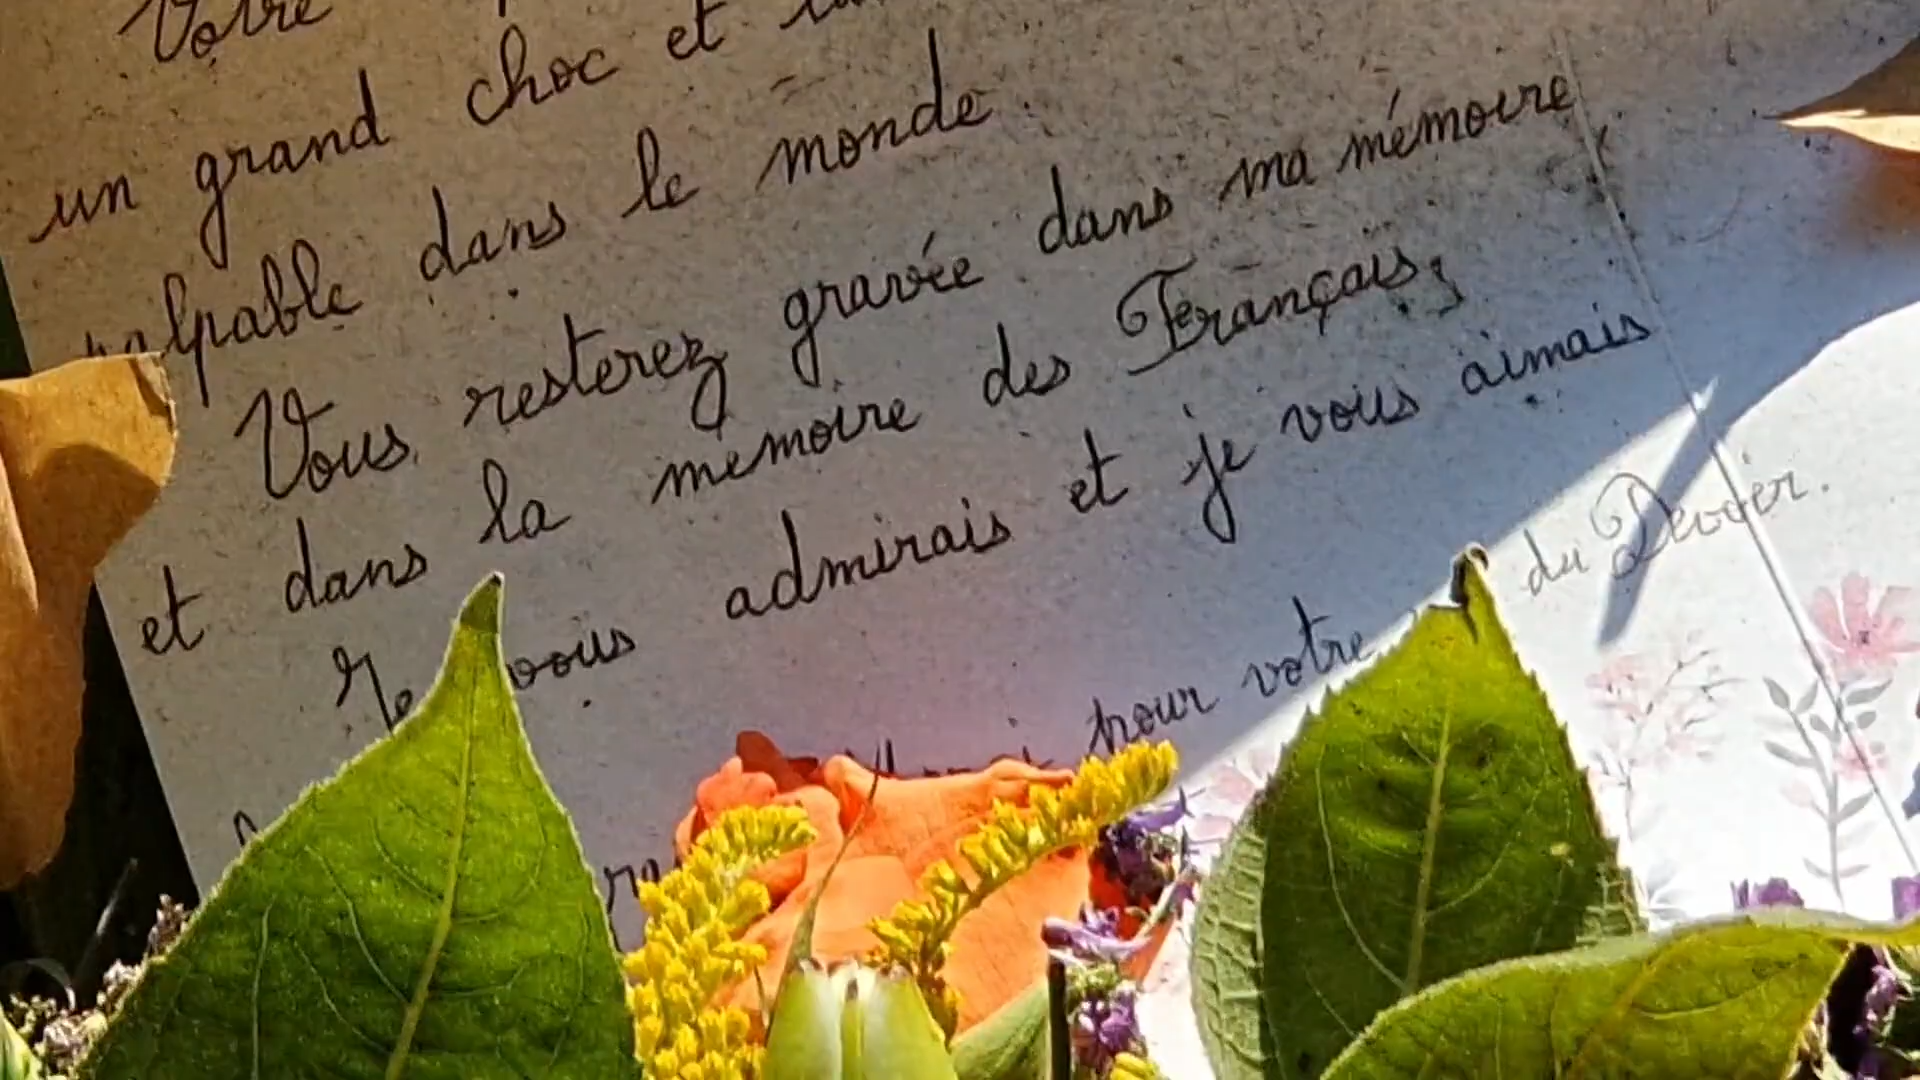 Votre
un grand choc et
palpable dans le monde
Vous resterez gravée dans ma mémoire
et dans la mémoire des Français,
Je vous admirais et je vous aimais
pour votre
du Devoir.